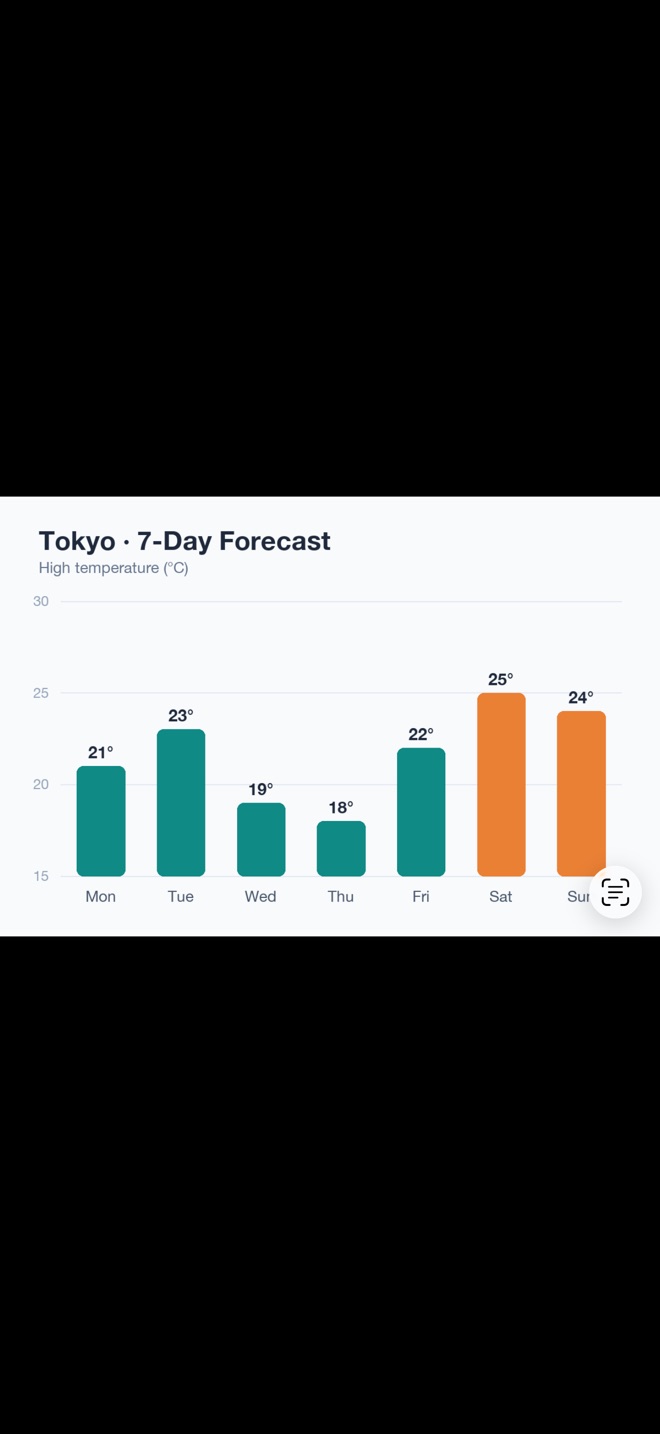 Tokyo · 7-Day Forecast
High temperature (°C)
30
25
20
15
21°
23°
19°
18°
22°
25°
24°
Mon
Tue
Wed
Thu
Fri
Sat
Sun